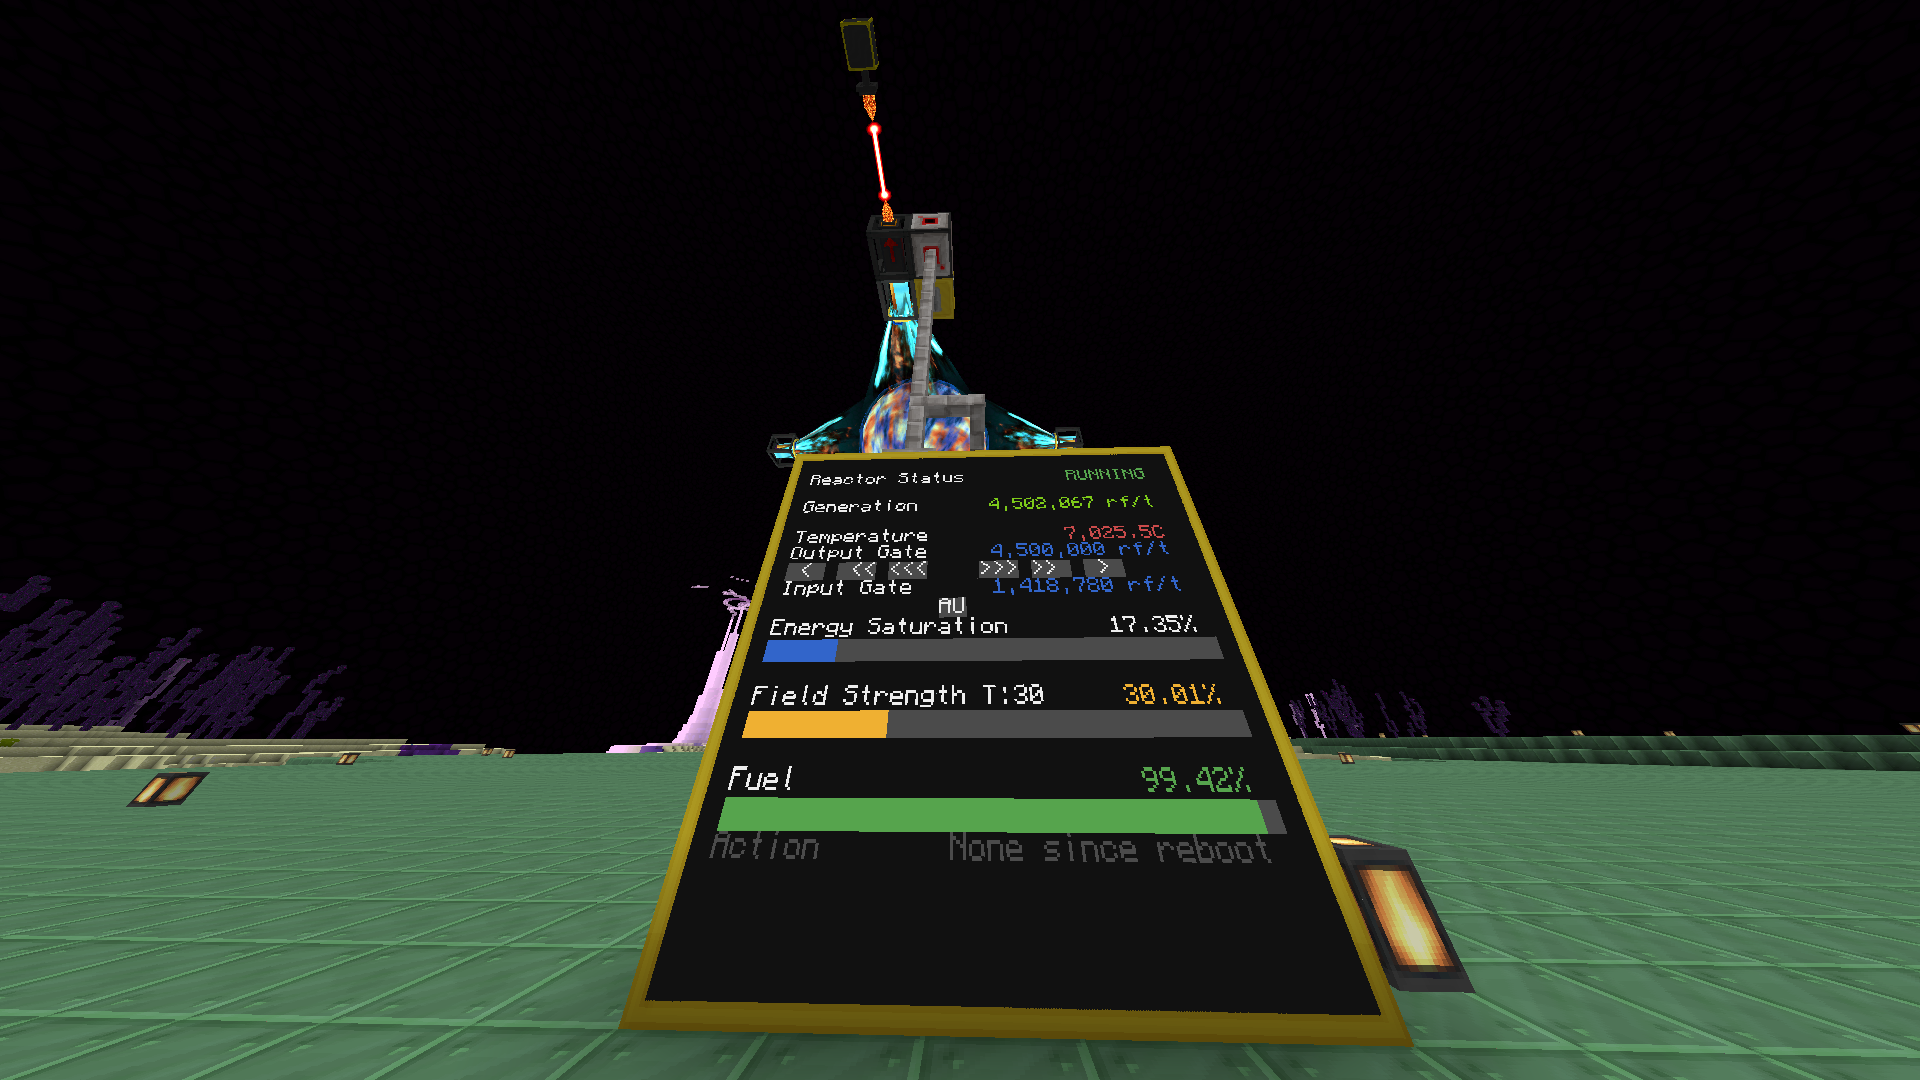 Reactor Status RUNNING
Generation 4,502,067 rf/t
Temperature 7,025.5C
Output Gate 4,500,000 rf/t
< << <<< >>> >> >
Input Gate 1,418,780 rf/t
AU
Energy Saturation 17.35%
Field Strength T:30 30.01%
Fuel 99.42%
Action None since reboot